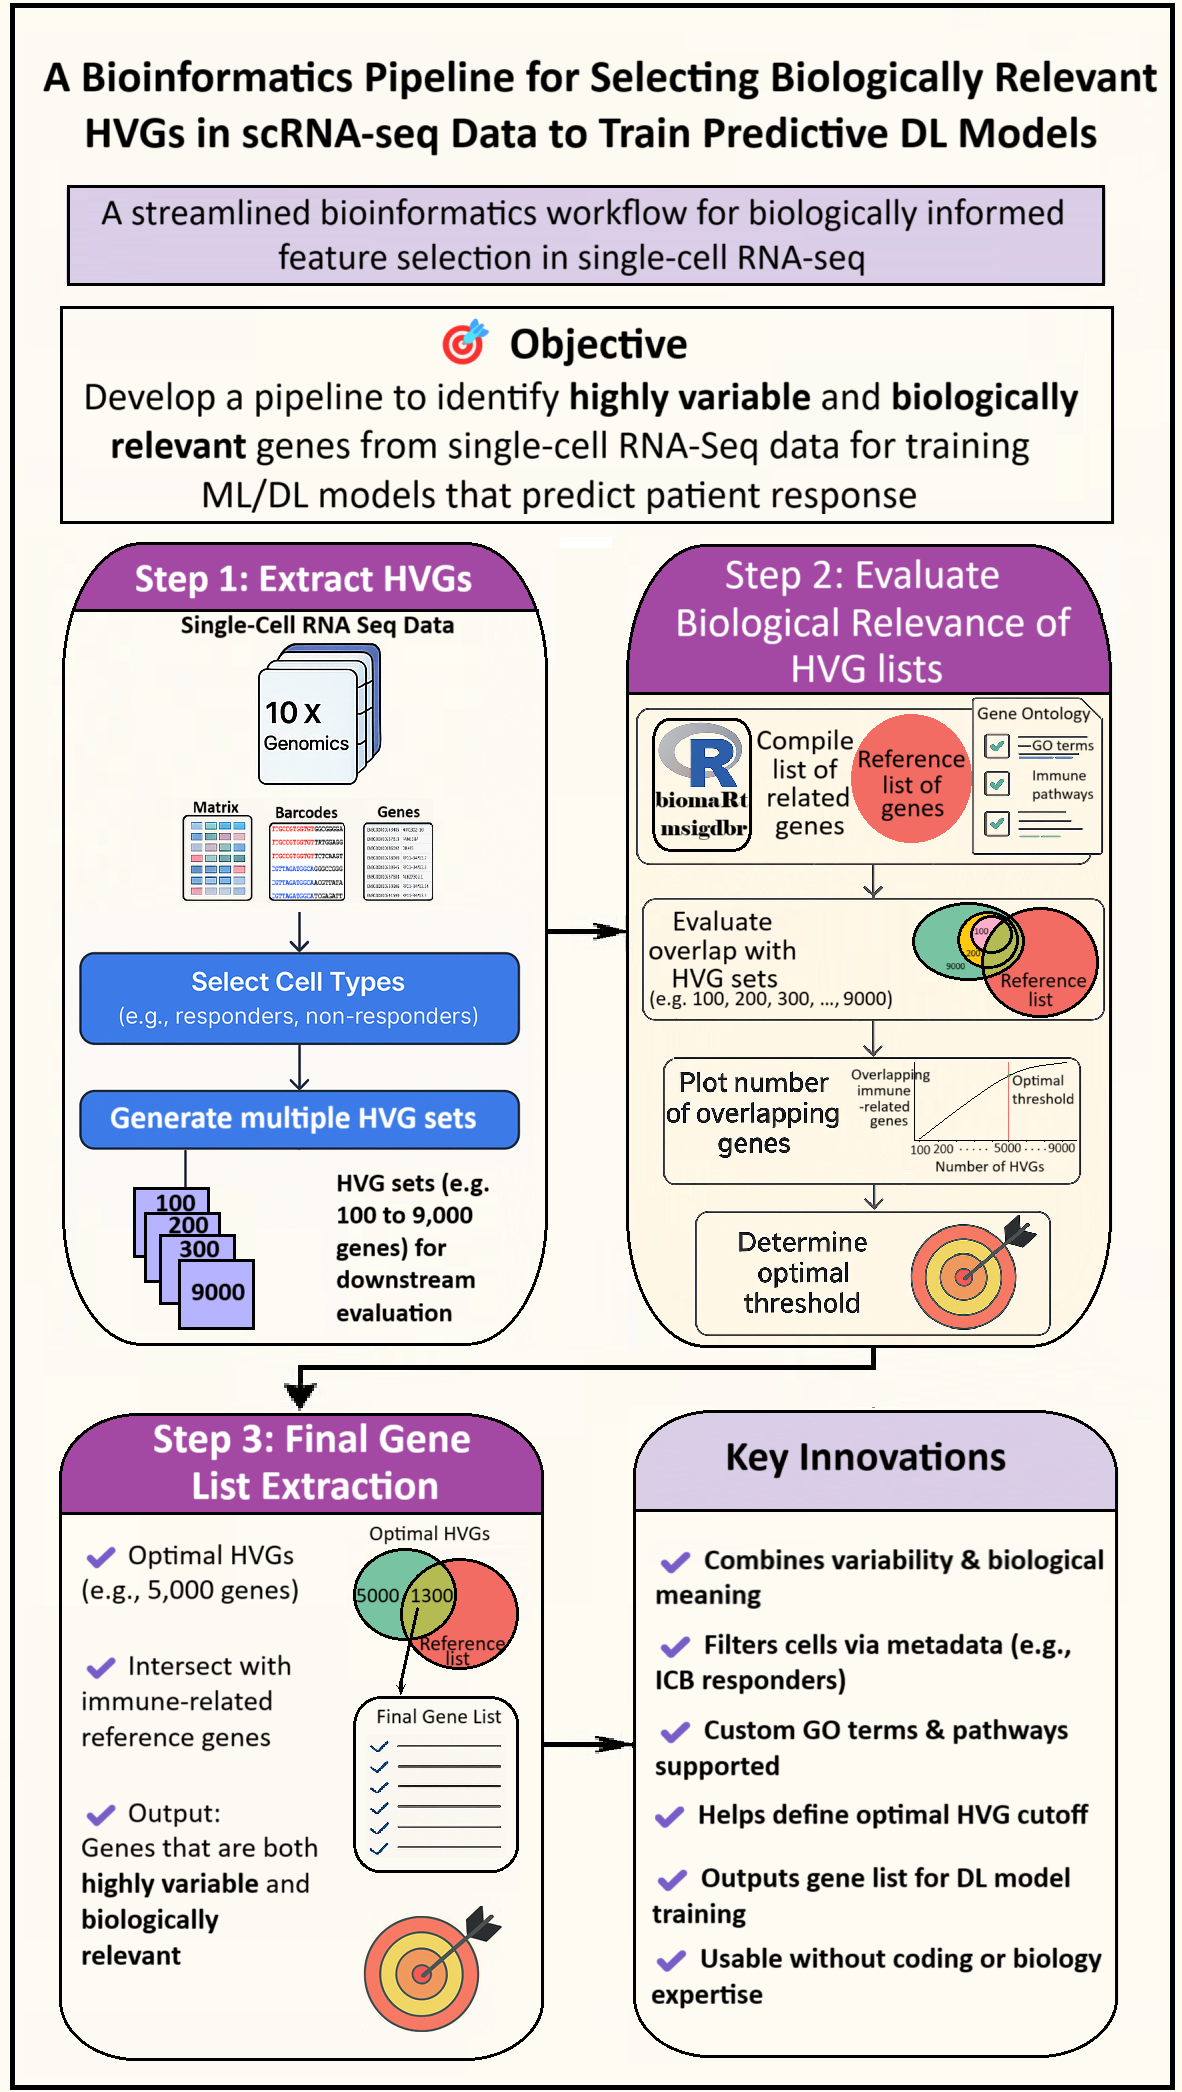 A Bioinformatics Pipeline for Selecting Biologically Relevant
HVGs in scRNA-seq Data to Train Predictive DL Models
A streamlined bioinformatics workflow for biologically informed
feature selection in single-cell RNA-seq
Objective
Develop a pipeline to identify highly variable and biologically
relevant genes from single-cell RNA-Seq data for training
ML/DL models that predict patient response
Step 1: Extract HVGs
Single-Cell RNA Seq Data
10 x
Genomics
Matrix
Barcodes
Genes
Select Cell Types
(e.g., responders, non-responders)
Generate multiple HVG sets
100
200
300
9000
HVG sets (e.g.
100 to 9,000
genes) for
downstream
evaluation
Step 2: Evaluate
Biological Relevance of
HVG lists
R
biomaRt
msigdbr
Compile
list of
related
genes
Reference
list of
genes
Gene Ontology
GO terms
Immune
pathways
Evaluate
overlap with
HVG sets
(e.g. 100, 200, 300, ..., 9000)
100
200
9000
Reference
list
Plot number
of overlapping
genes
Overlapping
immune
-related
genes
Optimal
threshold
100 200 ····· 5000 ····9000
Number of HVGs
Determine
optimal
threshold
Step 3: Final Gene
List Extraction
Optimal HVGs
(e.g., 5,000 genes)
Intersect with
immune-related
reference genes
Output:
Genes that are both
highly variable and
biologically
relevant
Optimal HVGs
5000
1300
Reference
list
Final Gene List
Key Innovations
Combines variability & biological
meaning
Filters cells via metadata (e.g.,
ICB responders)
Custom GO terms & pathways
supported
Helps define optimal HVG cutoff
Outputs gene list for DL model
training
Usable without coding or biology
expertise